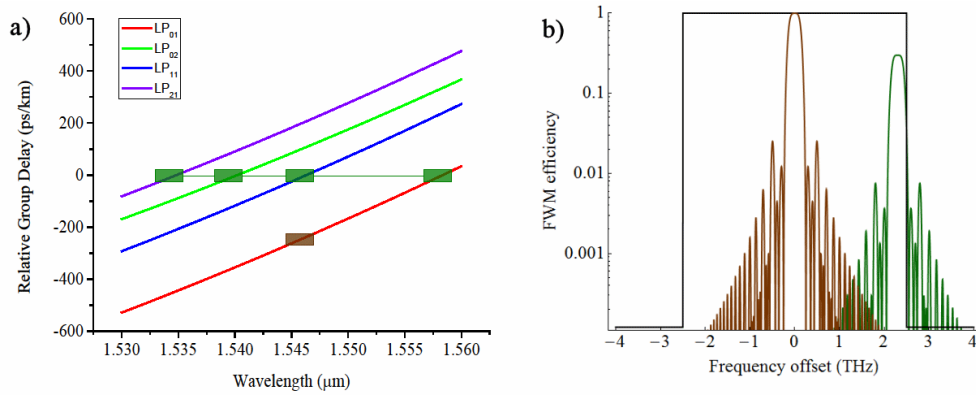 a)
LP01
LP02
LP11
LP21
Relative Group Delay (ps/km)
600
400
200
0
-200
-400
-600
1.530 1.535 1.540 1.545 1.550 1.555 1.560
Wavelength (μm)
b)
FWM efficiency
1
0.1
0.01
0.001
−4 −3 −2 −1 0 1 2 3 4
Frequency offset (THz)